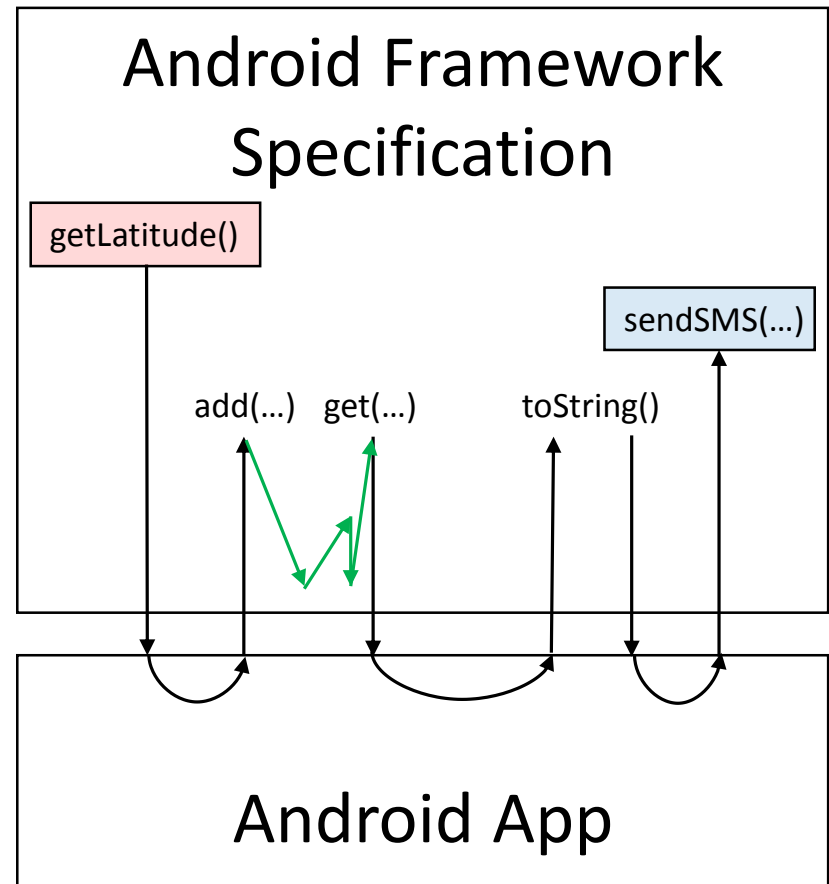 Android Framework
Specification
getLatitude()
sendSMS(…)
add(…) get(…) toString()
Android App